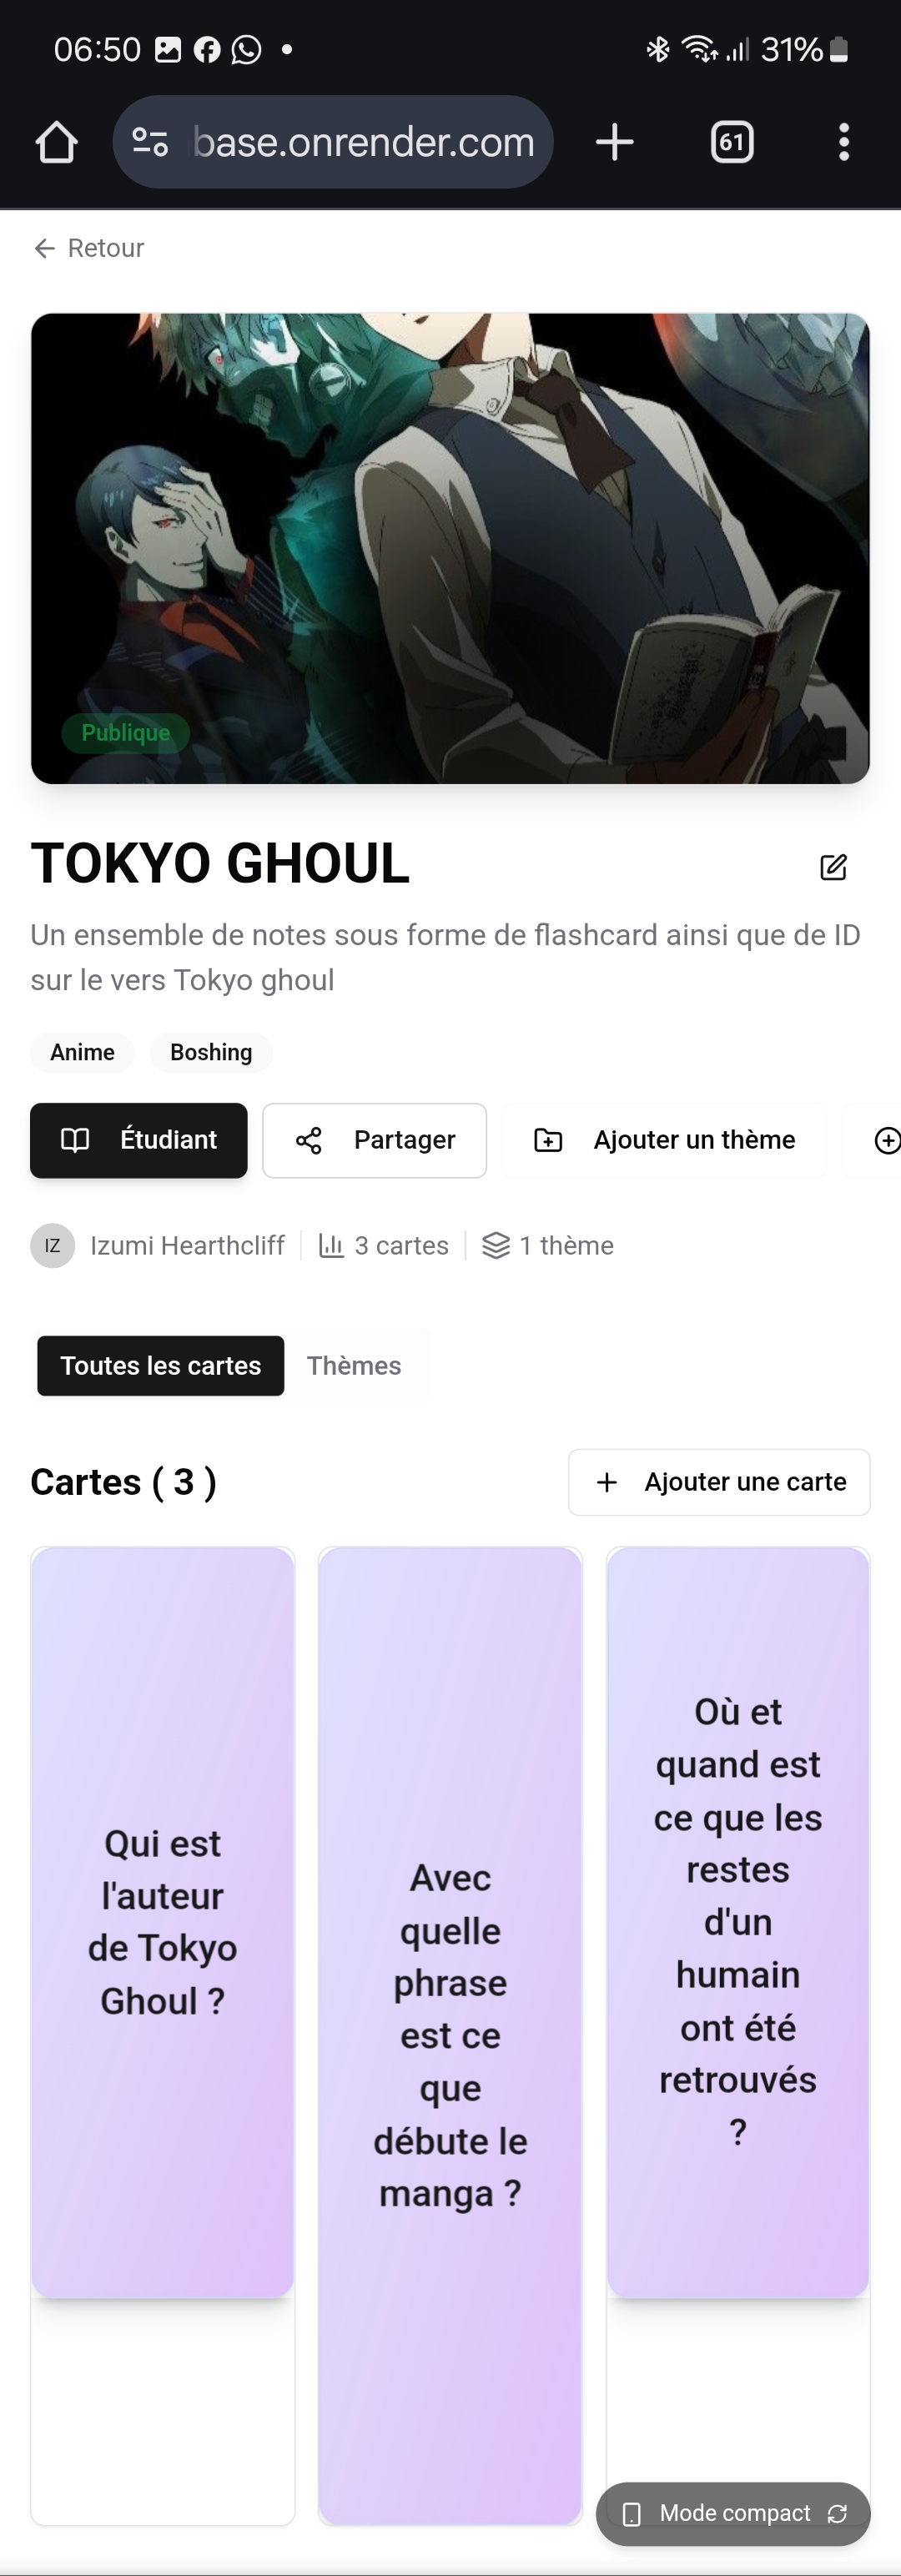 06:50
31%
base.onrender.com
61
Retour
Publique
TOKYO GHOUL
Un ensemble de notes sous forme de flashcard ainsi que de ID
sur le vers Tokyo ghoul
Anime Boshing
Étudiant Partager Ajouter un thème
IZ Izumi Hearthcliff 3 cartes 1 thème
Toutes les cartes Thèmes
Cartes ( 3 ) Ajouter une carte
Qui est
l'auteur
de Tokyo
Ghoul ?
Avec
quelle
phrase
est ce
que
débute le
manga ?
Où et
quand est
ce que les
restes
d'un
humain
ont été
retrouvés
?
Mode compact